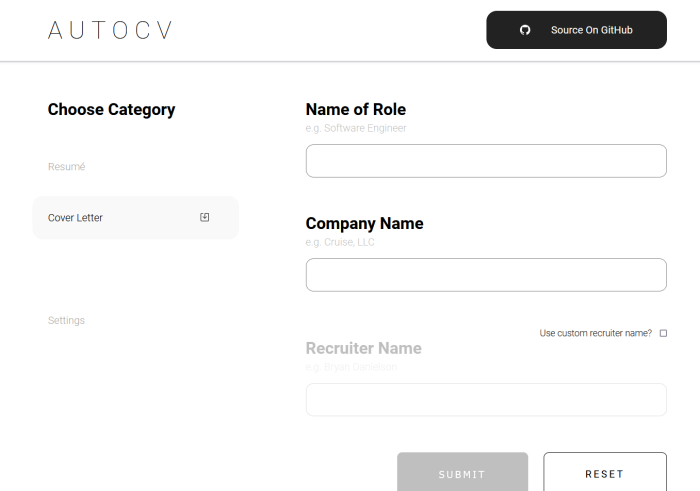 AUTOCV
Source On GitHub
Choose Category
Resumé
Cover Letter
Settings
Name of Role
e.g. Software Engineer
Company Name
e.g. Cruise, LLC
Use custom recruiter name?
Recruiter Name
e.g. Bryan Danielson
SUBMIT
RESET